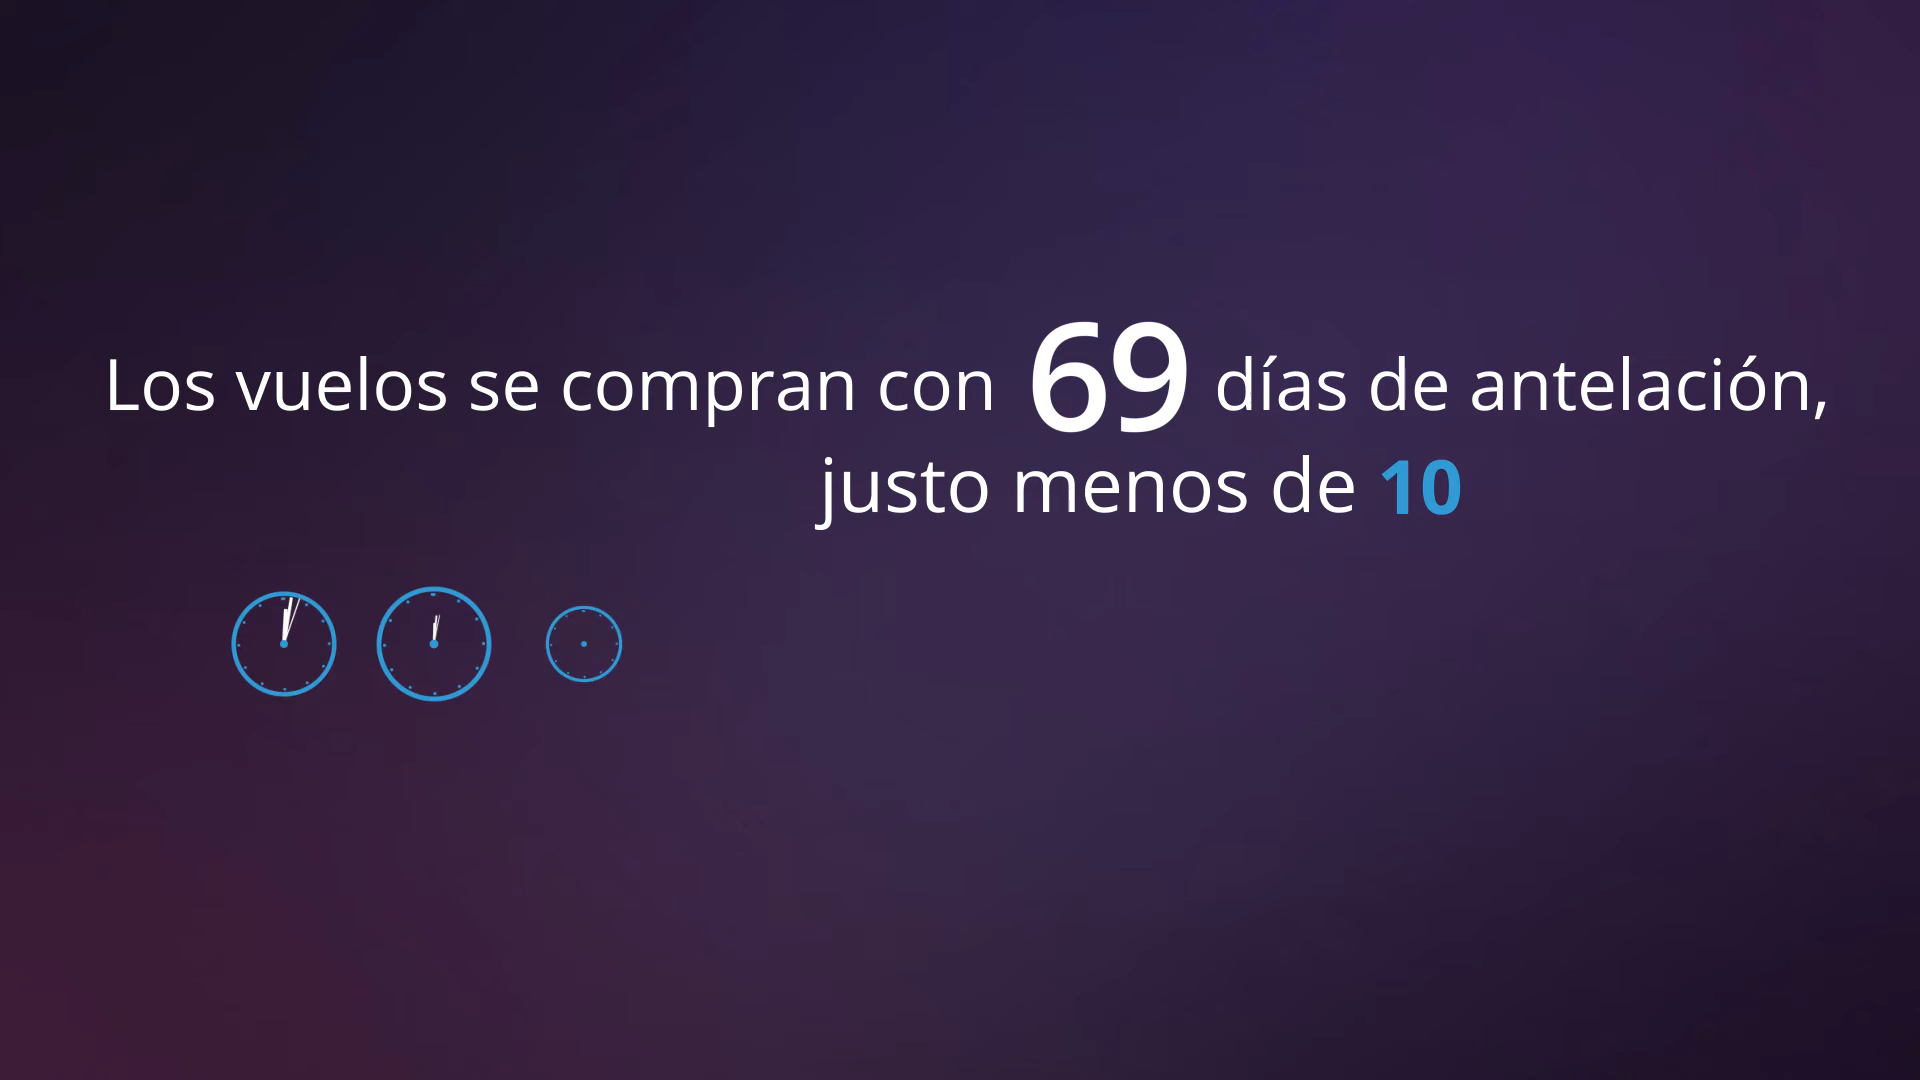 Los vuelos se compran con 69 días de antelación,
justo menos de 10